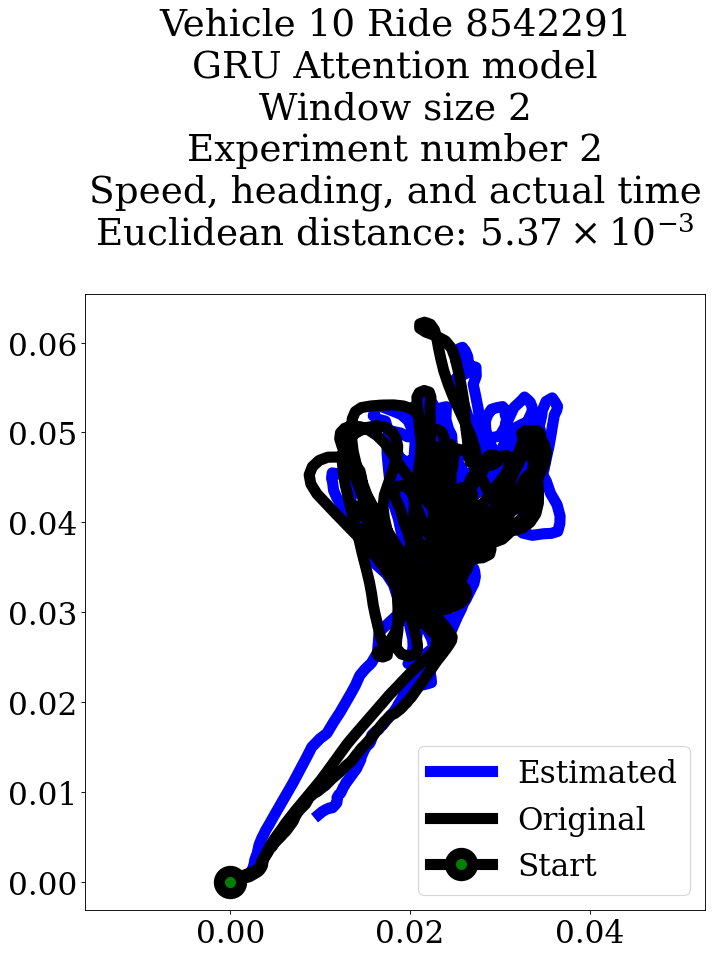 Vehicle 10 Ride 8542291
GRU Attention model
Window size 2
Experiment number 2
Speed, heading, and actual time
Euclidean distance: 5.37 × 10⁻³
0.06
0.05
0.04
0.03
0.02
0.01
0.00
Estimated
Original
Start
0.00 0.02 0.04